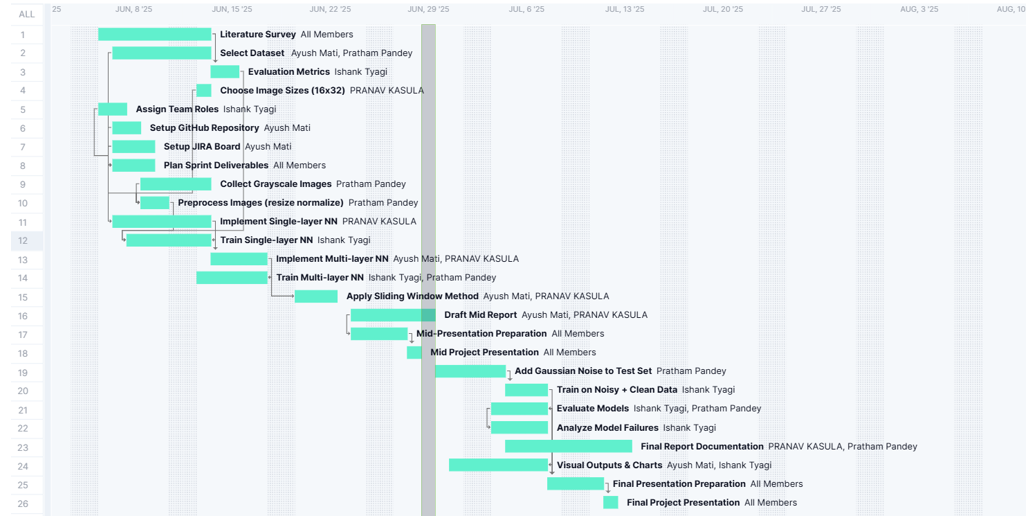 ALL 25 JUN, 8 '25 JUN, 15 '25 JUN, 22 '25 JUN, 29 '25 JUL, 6 '25 JUL, 13 '25 JUL, 20 '25 JUL, 27 '25 AUG, 3 '25 AUG, 10
1 Literature Survey All Members
2 Select Dataset Ayush Mati, Pratham Pandey
3 Evaluation Metrics Ishank Tyagi
4 Choose Image Sizes (16x32) PRANAV KASULA
5 Assign Team Roles Ishank Tyagi
6 Setup GitHub Repository Ayush Mati
7 Setup JIRA Board Ayush Mati
8 Plan Sprint Deliverables All Members
9 Collect Grayscale Images Pratham Pandey
10 Preprocess Images (resize normalize) Pratham Pandey
11 Implement Single-layer NN PRANAV KASULA
12 Train Single-layer NN Ishank Tyagi
13 Implement Multi-layer NN Ayush Mati, PRANAV KASULA
14 Train Multi-layer NN Ishank Tyagi, Pratham Pandey
15 Apply Sliding Window Method Ayush Mati, PRANAV KASULA
16 Draft Mid Report Ayush Mati, PRANAV KASULA
17 Mid-Presentation Preparation All Members
18 Mid Project Presentation All Members
19 Add Gaussian Noise to Test Set Pratham Pandey
20 Train on Noisy + Clean Data Ishank Tyagi
21 Evaluate Models Ishank Tyagi, Pratham Pandey
22 Analyze Model Failures Ishank Tyagi
23 Final Report Documentation PRANAV KASULA, Pratham Pandey
24 Visual Outputs & Charts Ayush Mati, Ishank Tyagi
25 Final Presentation Preparation All Members
26 Final Project Presentation All Members